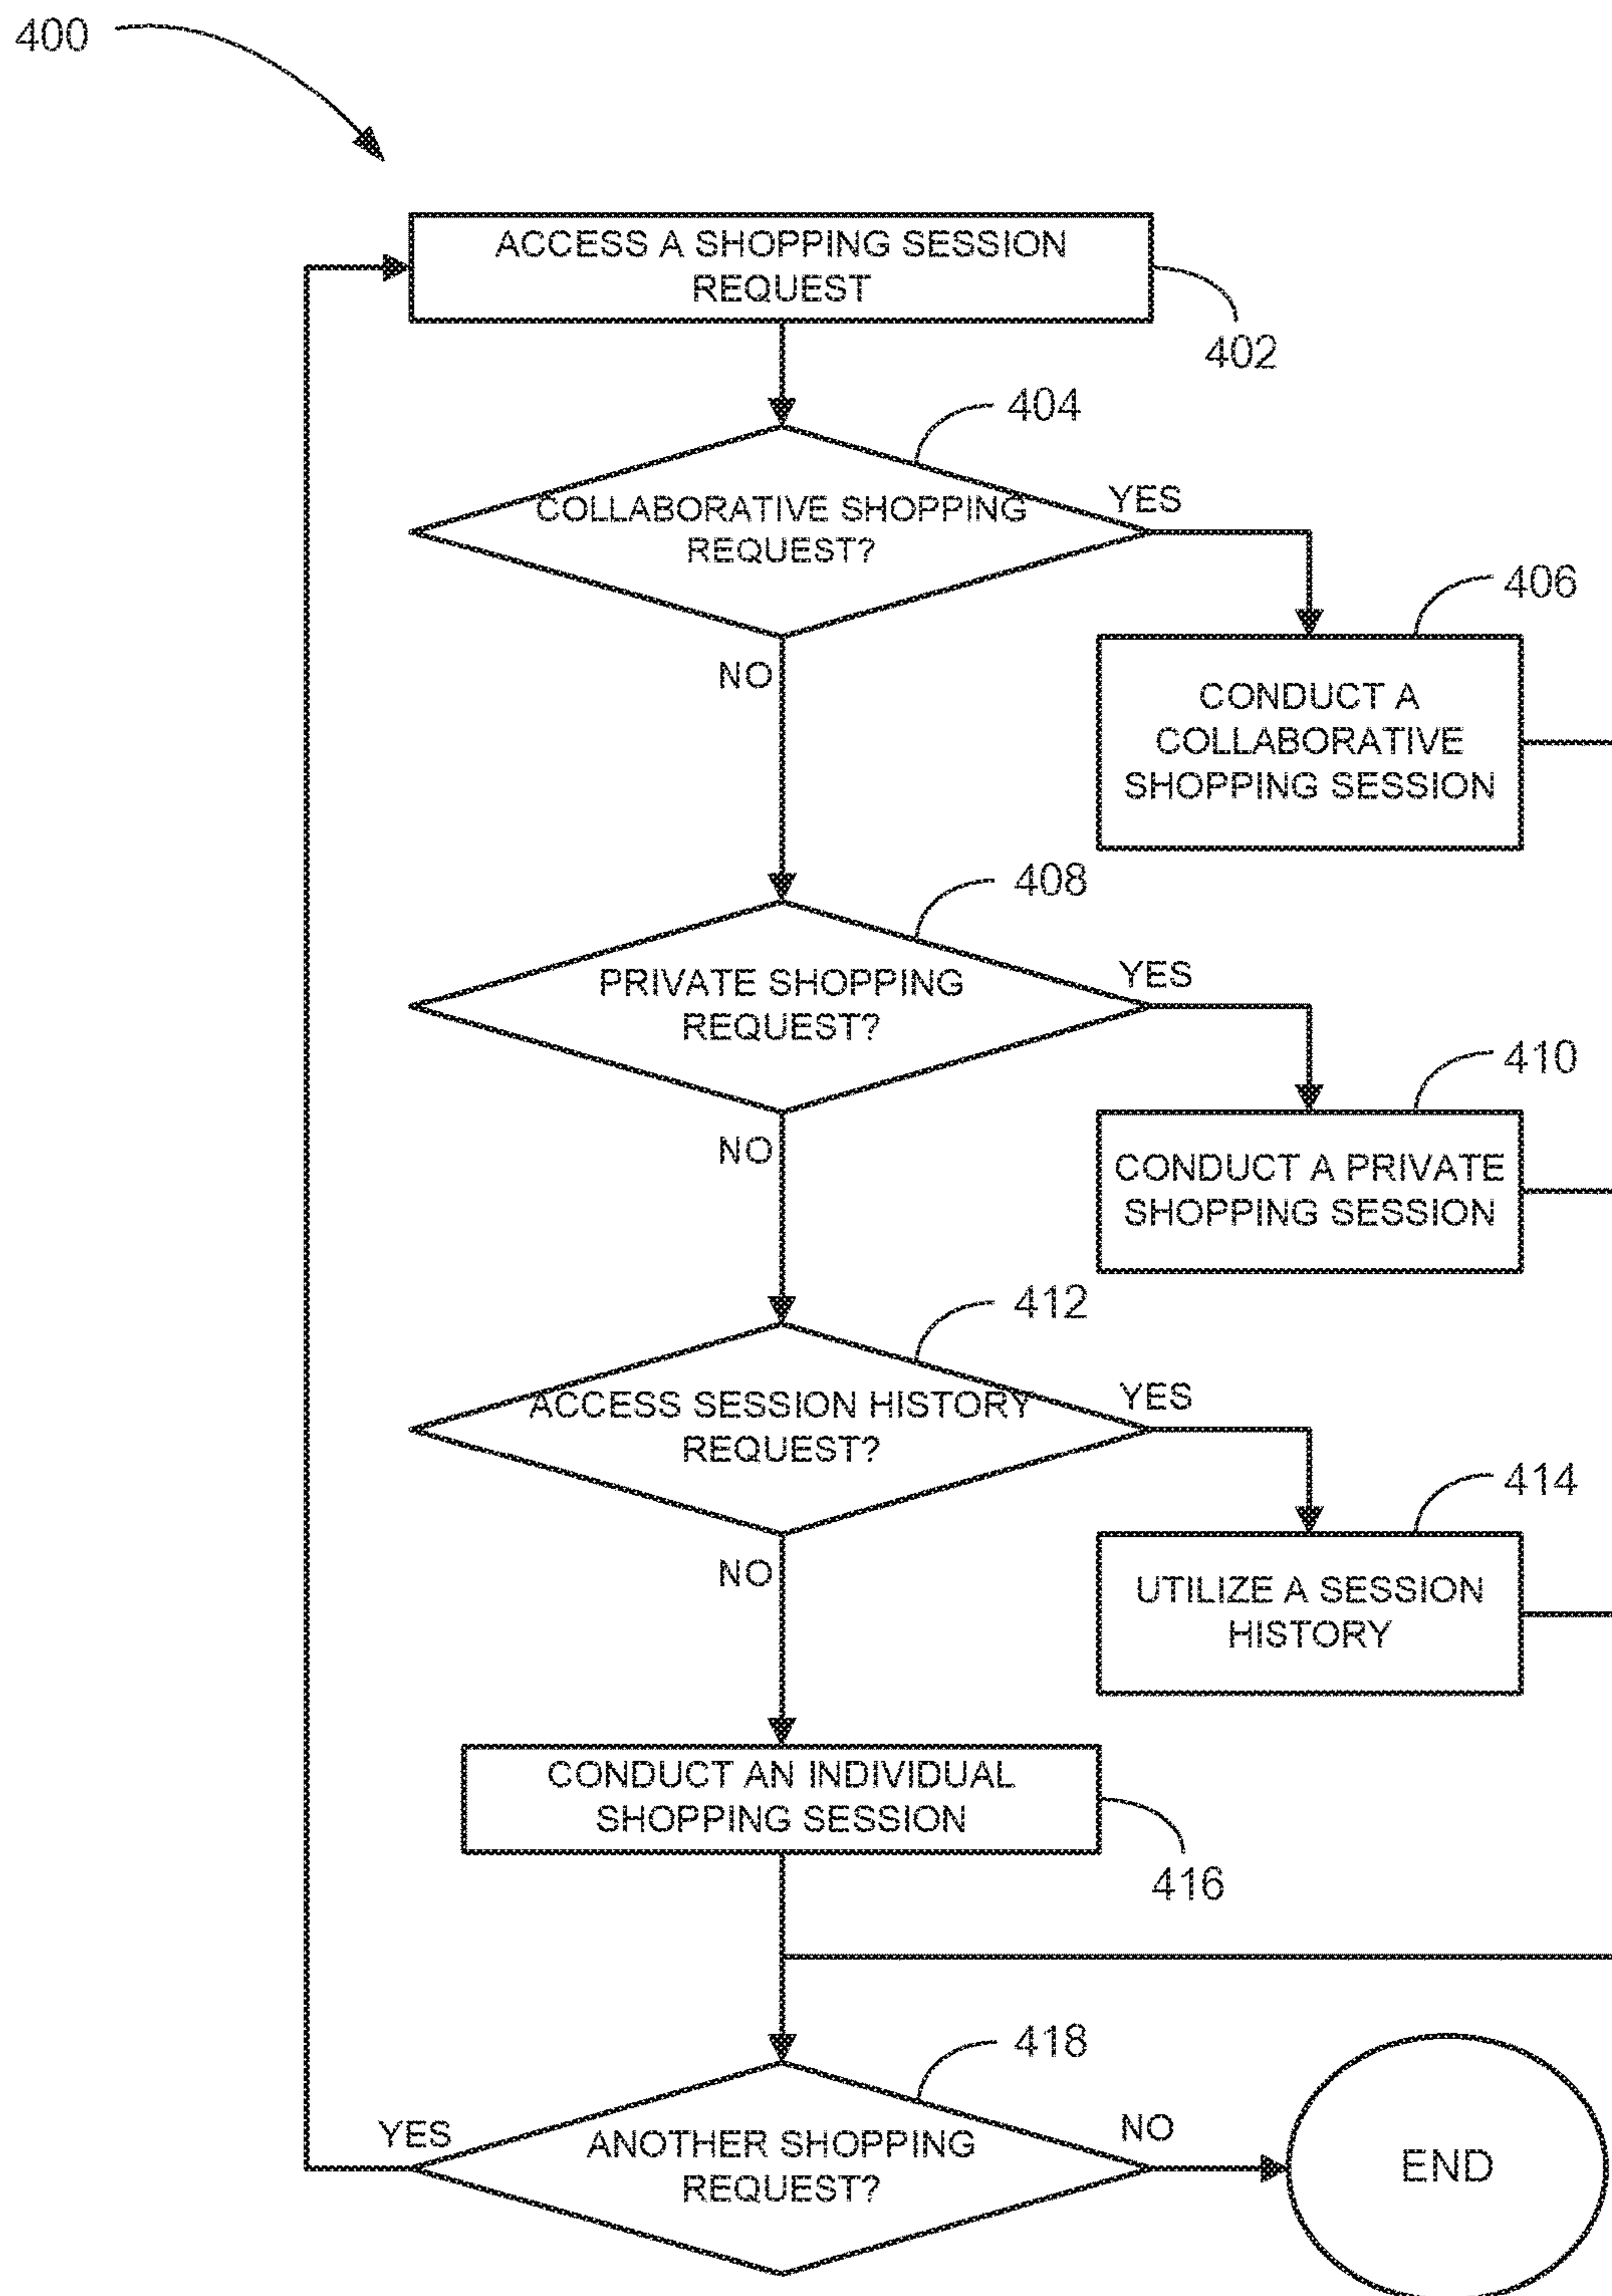 400
ACCESS A SHOPPING SESSION
REQUEST
402
404
COLLABORATIVE SHOPPING
REQUEST?
YES
NO
406
CONDUCT A
COLLABORATIVE
SHOPPING SESSION
408
PRIVATE SHOPPING
REQUEST?
YES
NO
410
CONDUCT A PRIVATE
SHOPPING SESSION
412
ACCESS SESSION HISTORY
REQUEST?
YES
NO
414
UTILIZE A SESSION
HISTORY
CONDUCT AN INDIVIDUAL
SHOPPING SESSION
416
418
YES
ANOTHER SHOPPING
REQUEST?
NO
END